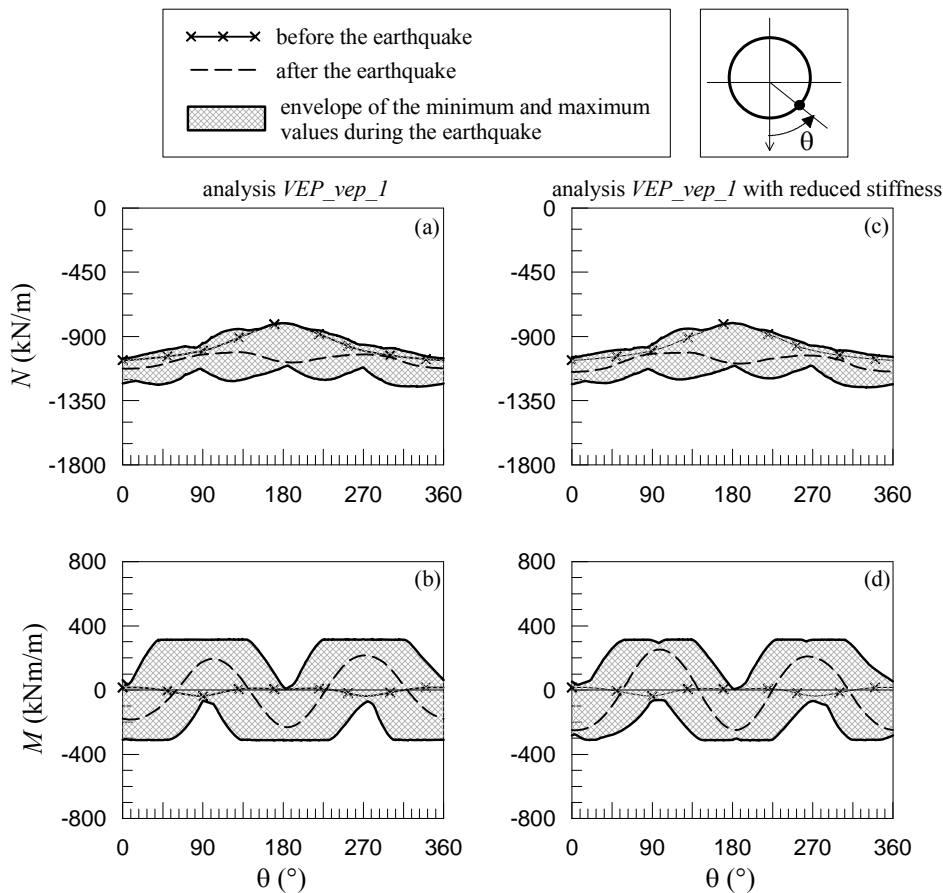 before the earthquake
after the earthquake
envelope of the minimum and maximum
values during the earthquake
θ
analysis VEP_vep_1
analysis VEP_vep_1 with reduced stiffness
(a)
(c)
0
-450
-900
-1350
-1800
N (kN/m)
0 90 180 270 360
0
-450
-900
-1350
-1800
0 90 180 270 360
(b)
(d)
800
400
0
-400
-800
M (kNm/m)
0 90 180 270 360
θ (°)
800
400
0
-400
-800
0 90 180 270 360
θ (°)